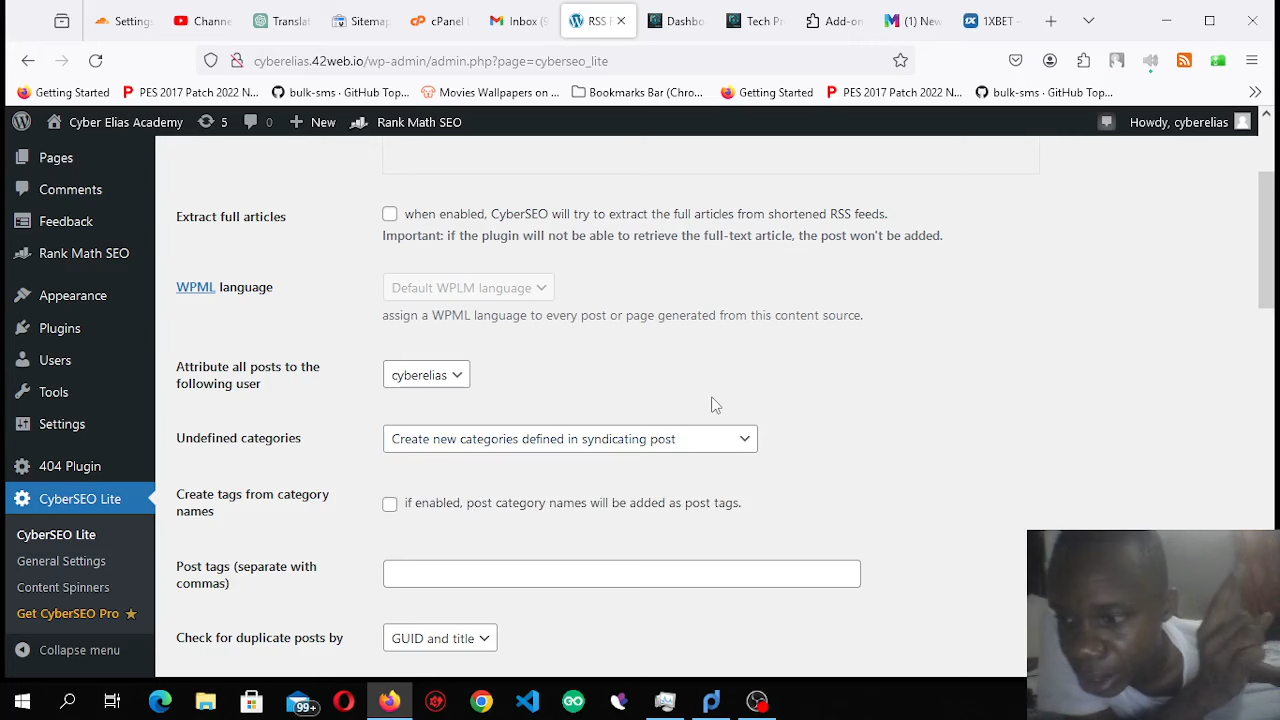 Settings
Channe
Translat
Sitemap
cPanel
Inbox (9
RSS F
Dashbo
Tech Pr
Add-on
(1) New
1XBET –
cyberelias.42web.io/wp-admin/admin.php?page=cyberseo_lite
Getting Started
PES 2017 Patch 2022 N...
bulk-sms · GitHub Top...
Movies Wallpapers on ...
Bookmarks Bar (Chro...
Getting Started
PES 2017 Patch 2022 N...
bulk-sms · GitHub Top...
Cyber Elias Academy
5
0
New
Rank Math SEO
Howdy, cyberelias
Pages
Comments
Feedback
Rank Math SEO
Appearance
Plugins
Users
Tools
Settings
404 Plugin
CyberSEO Lite
CyberSEO Lite
General Settings
Content Spinners
Get CyberSEO Pro
Collapse menu
Extract full articles
when enabled, CyberSEO will try to extract the full articles from shortened RSS feeds.
Important: if the plugin will not be able to retrieve the full-text article, the post won't be added.
WPML language
Default WPLM language
assign a WPML language to every post or page generated from this content source.
Attribute all posts to the
following user
cyberelias
Undefined categories
Create new categories defined in syndicating post
Create tags from category
names
if enabled, post category names will be added as post tags.
Post tags (separate with
commas)
Check for duplicate posts by
GUID and title
99+